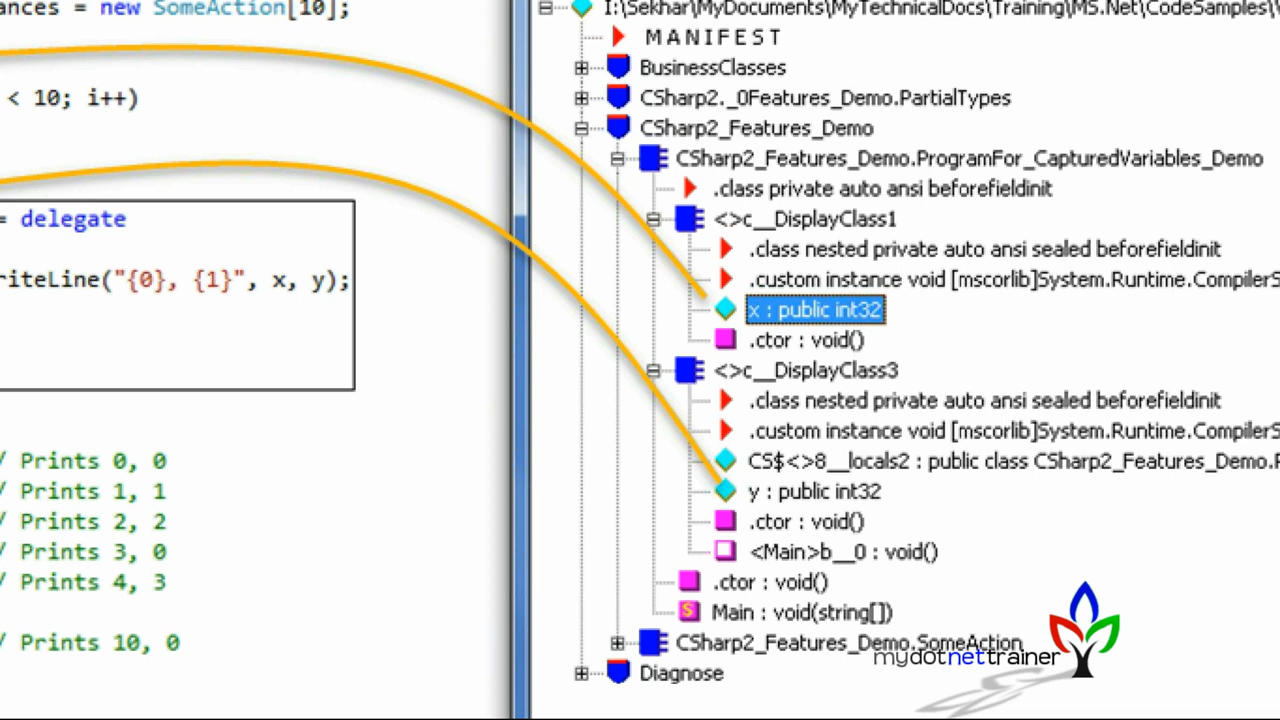 ances = new SomeAction[10];
< 10; i++)
= delegate
riteLine("{0}, {1}", x, y);
/ Prints 0, 0
/ Prints 1, 1
/ Prints 2, 2
/ Prints 3, 0
/ Prints 4, 3
/ Prints 10, 0
I:\Sekhar\MyDocuments\MyTechnicalDocs\Training\MS.Net\CodeSamples\
M A N I F E S T
BusinessClasses
CSharp2._0Features_Demo.PartialTypes
CSharp2_Features_Demo
CSharp2_Features_Demo.ProgramFor_CapturedVariables_Demo
.class private auto ansi beforefieldinit
<>c__DisplayClass1
.class nested private auto ansi sealed beforefieldinit
.custom instance void [mscorlib]System.Runtime.CompilerS
x : public int32
.ctor : void()
<>c__DisplayClass3
.class nested private auto ansi sealed beforefieldinit
.custom instance void [mscorlib]System.Runtime.CompilerS
CS$<>8__locals2 : public class CSharp2_Features_Demo.P
y : public int32
.ctor : void()
<Main>b__0 : void()
.ctor : void()
Main : void(string[])
CSharp2_Features_Demo.SomeAction
mydotnettrainer
Diagnose